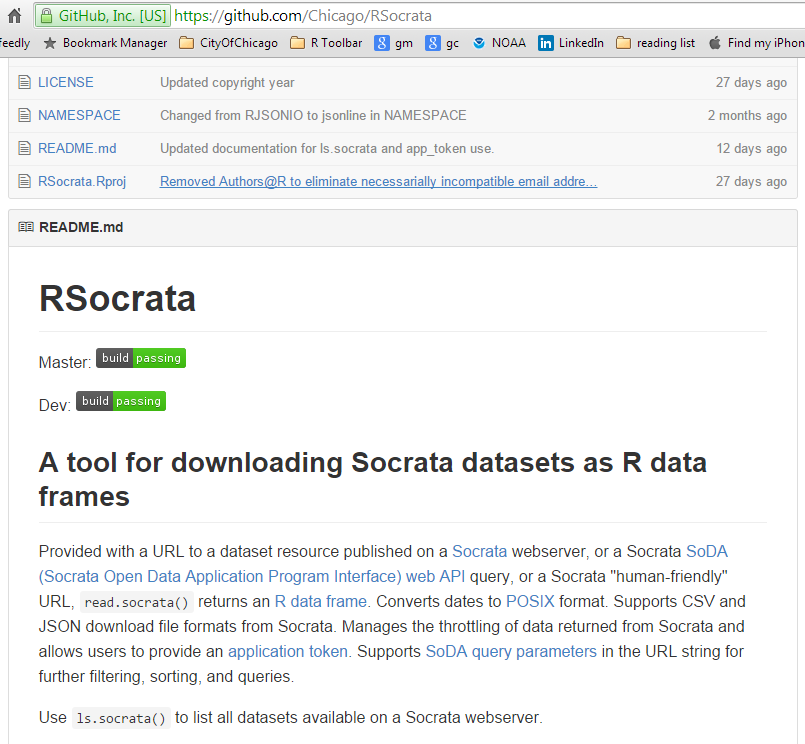 GitHub, Inc. [US] https://github.com/Chicago/RSocrata
feedly Bookmark Manager CityOfChicago R Toolbar gm gc NOAA LinkedIn reading list Find my iPhon
LICENSE Updated copyright year 27 days ago
NAMESPACE Changed from RJSONIO to jsonline in NAMESPACE 2 months ago
README.md Updated documentation for ls.socrata and app_token use. 12 days ago
RSocrata.Rproj Removed Authors@R to eliminate necessarially incompatible email addre... 27 days ago
README.md
RSocrata
Master: build passing
Dev: build passing
A tool for downloading Socrata datasets as R data
frames
Provided with a URL to a dataset resource published on a Socrata webserver, or a Socrata SoDA
(Socrata Open Data Application Program Interface) web API query, or a Socrata "human-friendly"
URL, read.socrata() returns an R data frame. Converts dates to POSIX format. Supports CSV and
JSON download file formats from Socrata. Manages the throttling of data returned from Socrata and
allows users to provide an application token. Supports SoDA query parameters in the URL string for
further filtering, sorting, and queries.
Use ls.socrata() to list all datasets available on a Socrata webserver.